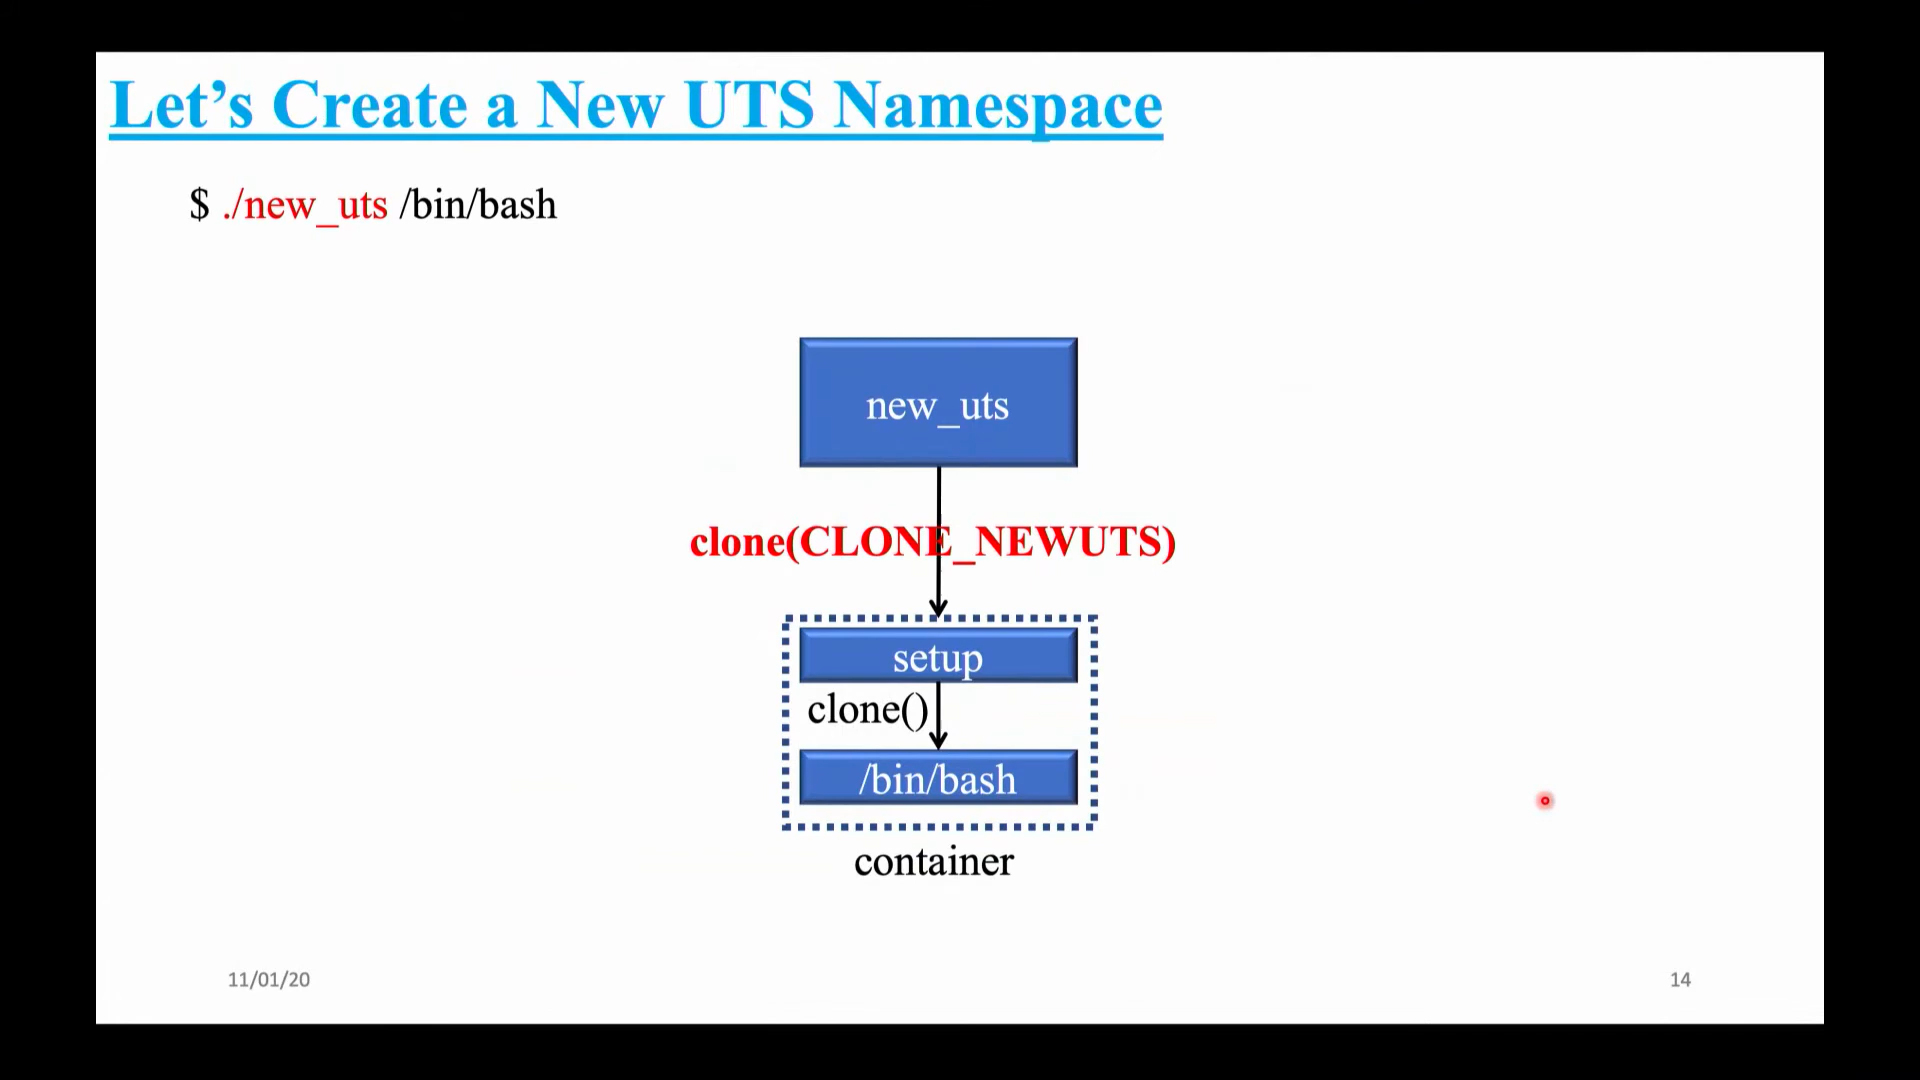 Let’s Create a New UTS Namespace
$ ./new_uts /bin/bash
new_uts
clone(CLONE_NEWUTS)
setup
clone()
/bin/bash
container
11/01/20
14